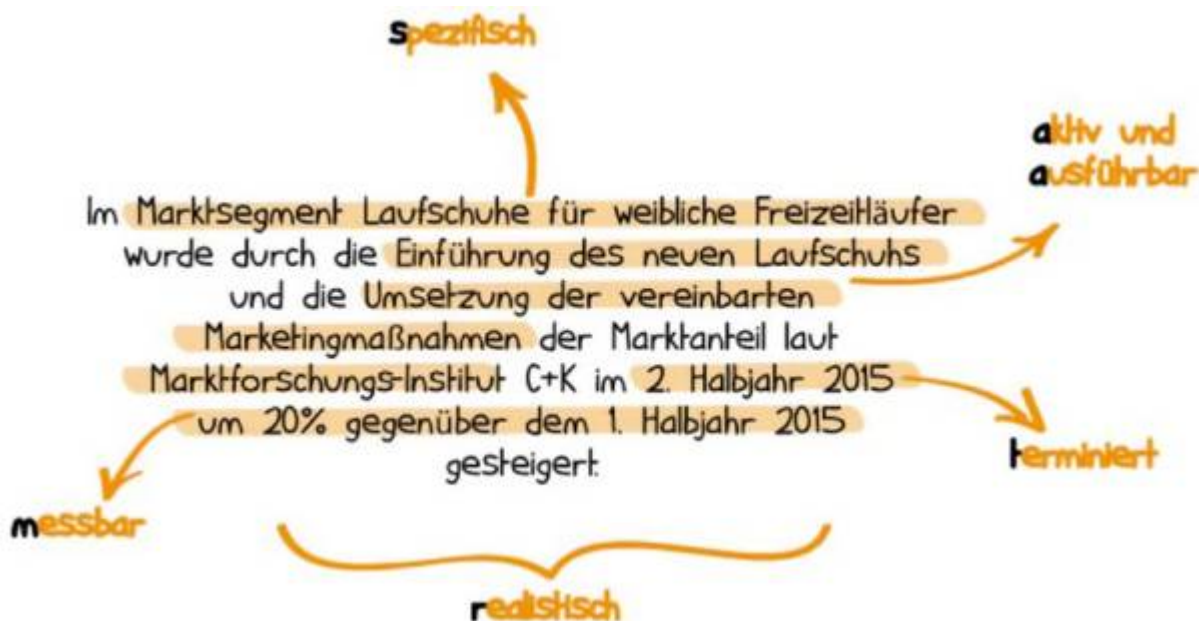 spezifisch
aktiv und
ausführbar
Im Marktsegment Laufschuhe für weibliche Freizeitläufer
wurde durch die Einführung des neuen Laufschuhs
und die Umsetzung der vereinbarten
Marketingmaßnahmen der Marktanteil laut
Marktforschungs-Institut C+K im 2. Halbjahr 2015
um 20% gegenüber dem 1. Halbjahr 2015
gesteigert.
terminiert
messbar
realistisch